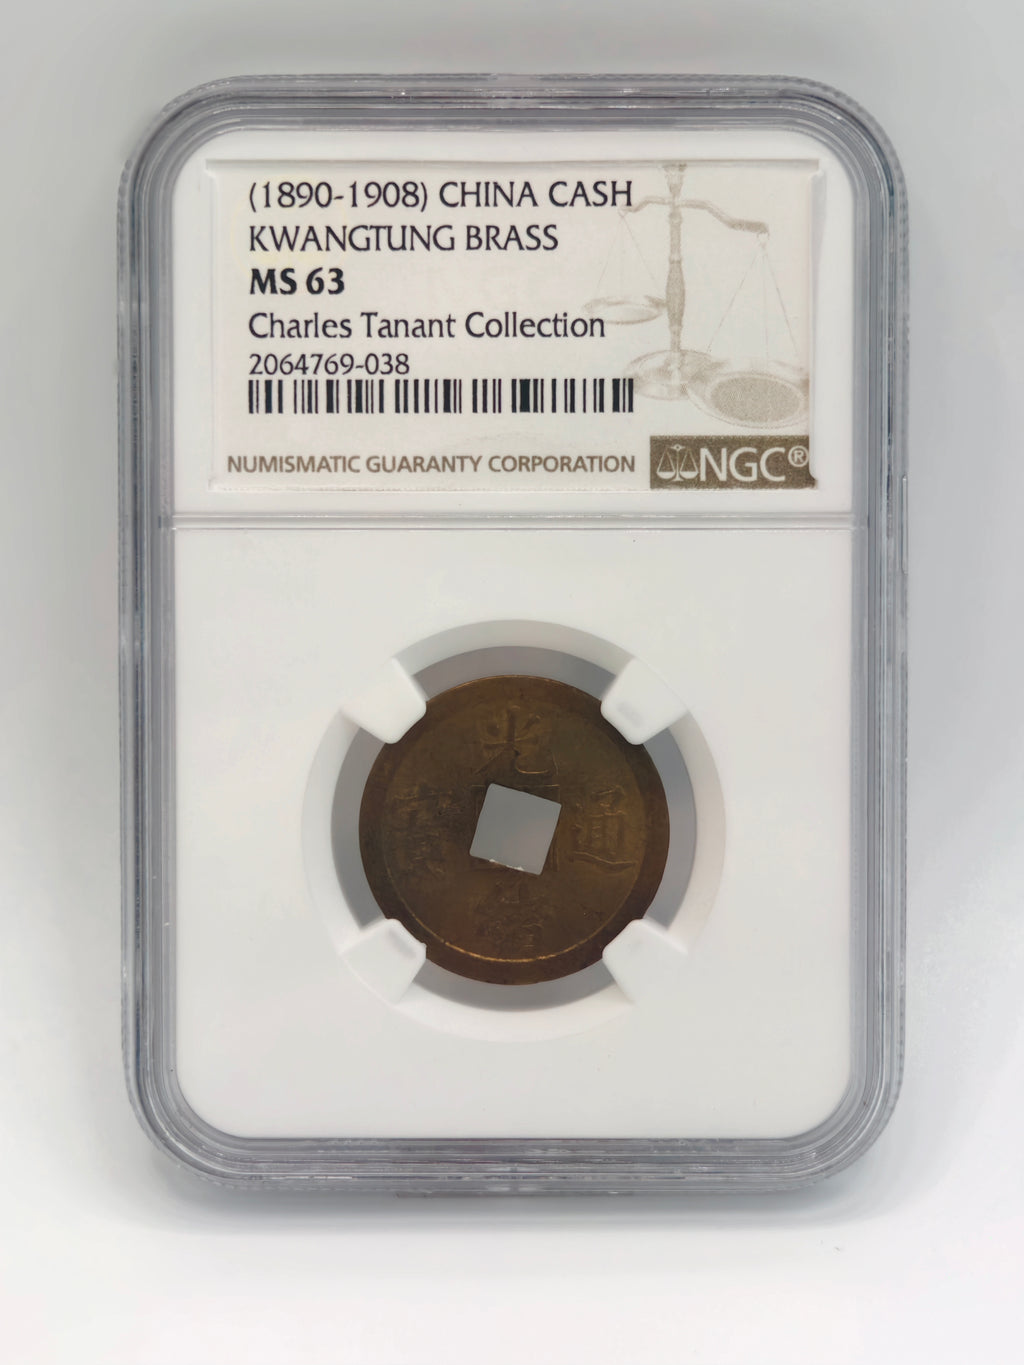 (1890-1908) CHINA CASH
KWANGTUNG BRASS
MS 63
Charles Tanant Collection
2064769-038
NUMISMATIC GUARANTY CORPORATION
NGC®
光
寶 通
緒